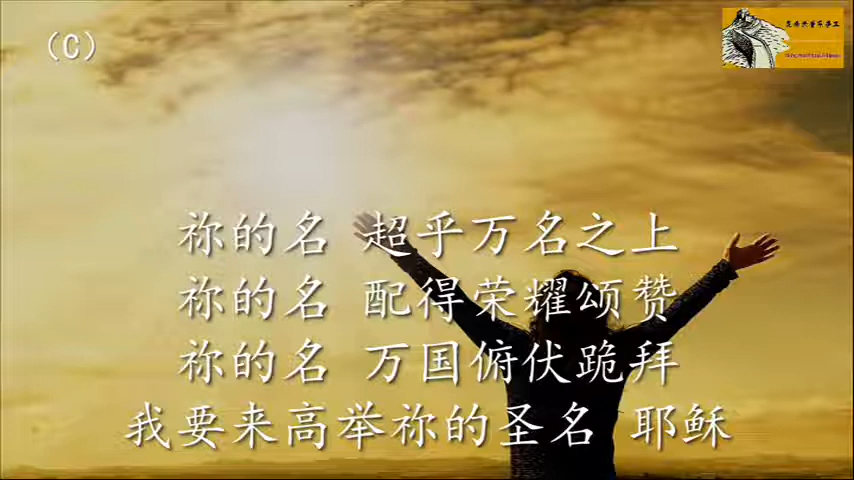 (C)
祢的名 超乎万名之上
祢的名 配得荣耀颂赞
祢的名 万国俯伏跪拜
我要来高举祢的圣名 耶稣